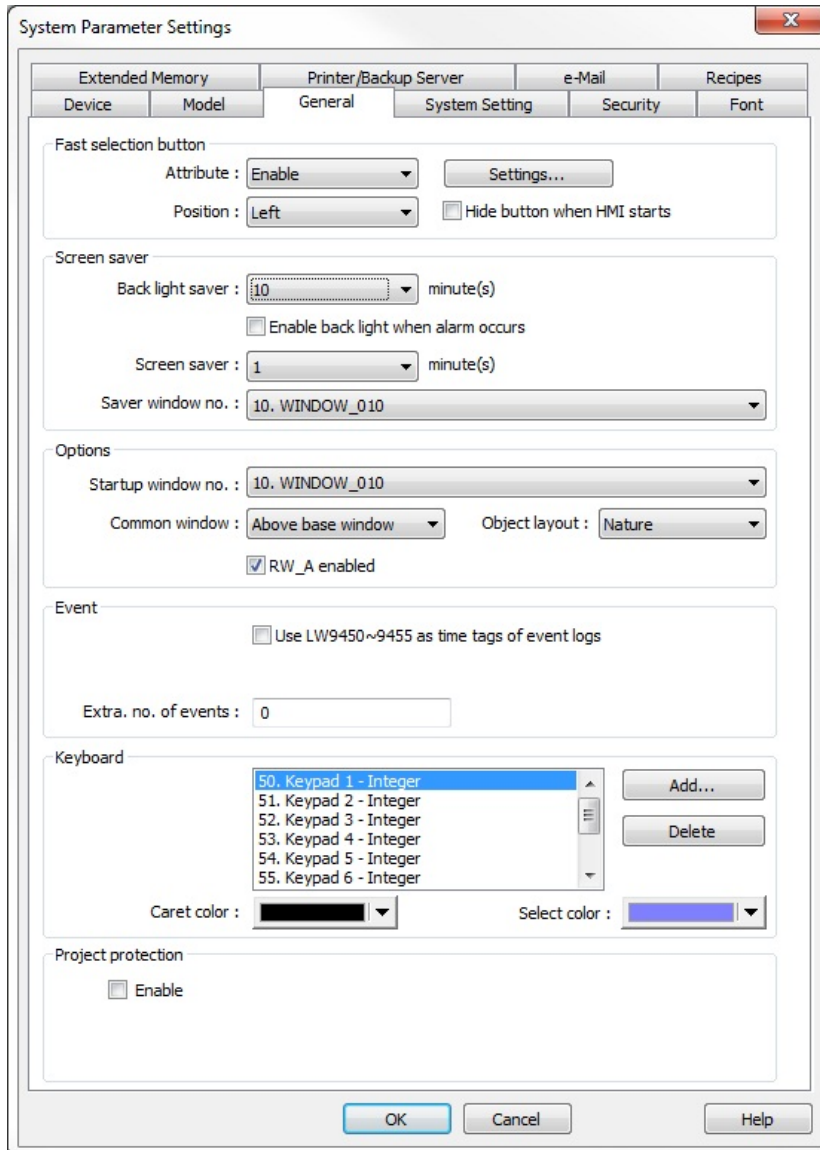 System Parameter Settings
Extended Memory Printer/Backup Server e-Mail Recipes
Device Model General System Setting Security Font
Fast selection button
Attribute : Enable Settings...
Position : Left Hide button when HMI starts
Screen saver
Back light saver : 10 minute(s)
Enable back light when alarm occurs
Screen saver : 1 minute(s)
Saver window no. : 10. WINDOW_010
Options
Startup window no. : 10. WINDOW_010
Common window : Above base window Object layout : Nature
RW_A enabled
Event
Use LW9450~9455 as time tags of event logs
Extra. no. of events : 0
Keyboard
50. Keypad 1 - Integer Add...
51. Keypad 2 - Integer
52. Keypad 3 - Integer Delete
53. Keypad 4 - Integer
54. Keypad 5 - Integer
55. Keypad 6 - Integer
Caret color : Select color :
Project protection
Enable
OK Cancel Help